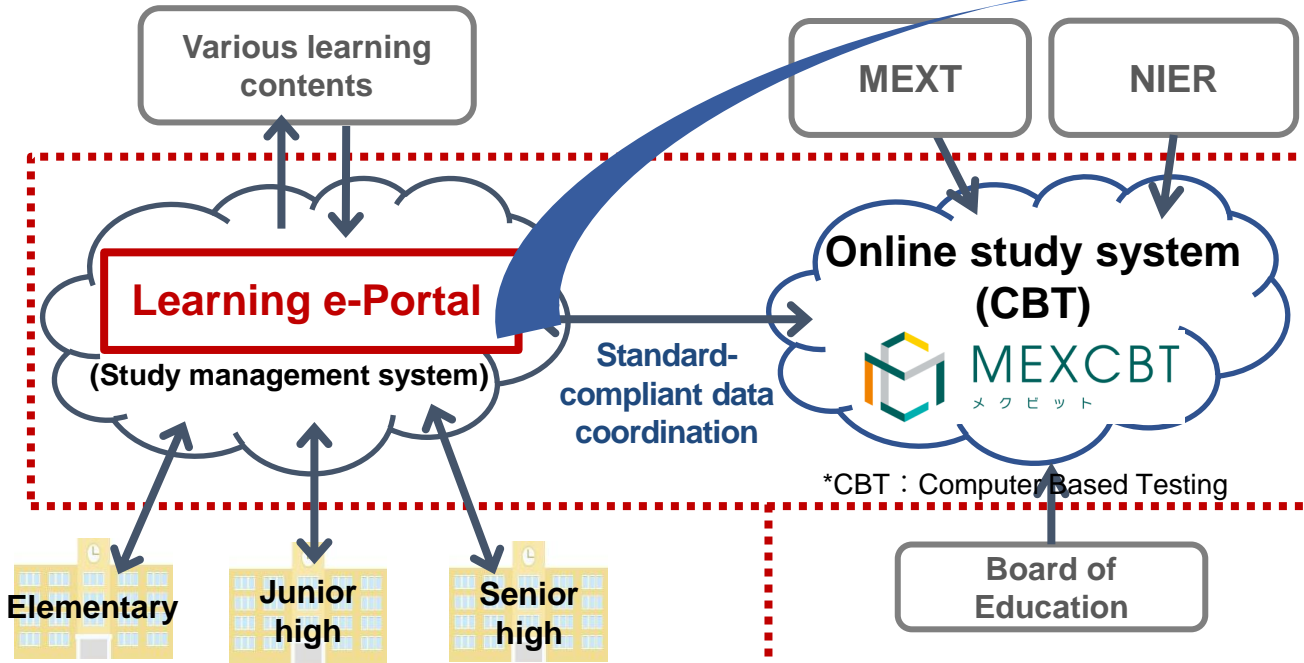 Various learning
contents
MEXT
NIER
Learning e-Portal
(Study management system)
Standard-
compliant data
coordination
Online study system
(CBT)
MEXCBT
メクビット
*CBT：Computer Based Testing
Elementary
Junior
high
Senior
high
Board of
Education